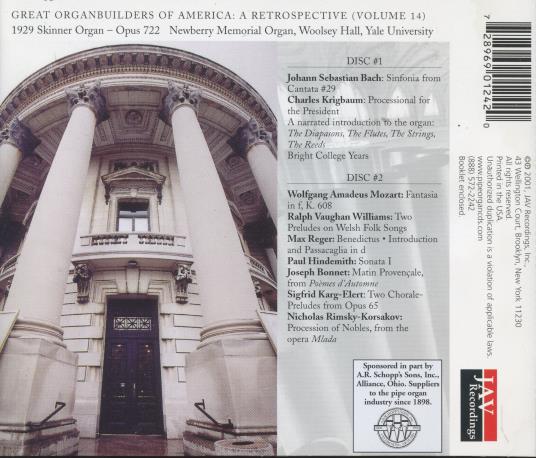 GREAT ORGANBUILDERS OF AMERICA: A RETROSPECTIVE (VOLUME 14)
1929 Skinner Organ – Opus 722 Newberry Memorial Organ, Woolsey Hall, Yale University
DISC #1
Johann Sebastian Bach: Sinfonia from
Cantata #29
Charles Krigbaum: Processional for
the President
A narrated introduction to the organ:
The Diapasons, The Flutes, The Strings,
The Reeds
Bright College Years
DISC #2
Wolfgang Amadeus Mozart: Fantasia
in f, K. 608
Ralph Vaughan Williams: Two
Preludes on Welsh Folk Songs
Max Reger: Benedictus • Introduction
and Passacaglia in d
Paul Hindemith: Sonata I
Joseph Bonnet: Matin Provençale,
from Poèmes d'Automne
Sigfrid Karg-Elert: Two Chorale-
Preludes from Opus 65
Nicholas Rimsky-Korsakov:
Procession of Nobles, from the
opera Mlada
Sponsored in part by
A.R. Schopp's Sons, Inc.,
Alliance, Ohio. Suppliers
to the pipe organ
industry since 1898.
7 28969 01242 0
©℗ 2001, JAV Recordings, Inc.,
43 Wellington Court, Brooklyn, New York 11230
All rights reserved.
Printed in the USA.
Unauthorized duplication is a violation of applicable laws.
www.pipeorgancds.com
(888) 572-2242
Booklet enclosed.
JAV
Recordings